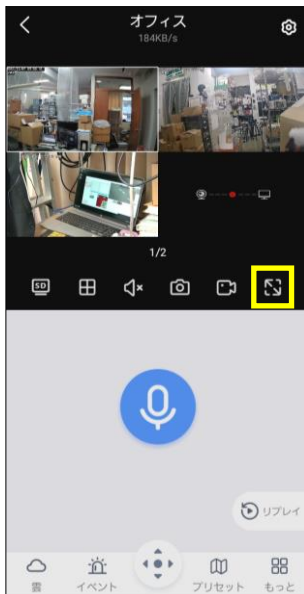 オフィス
184KB/s
1/2
SD
リプレイ
雲
イベント
プリセット
もっと